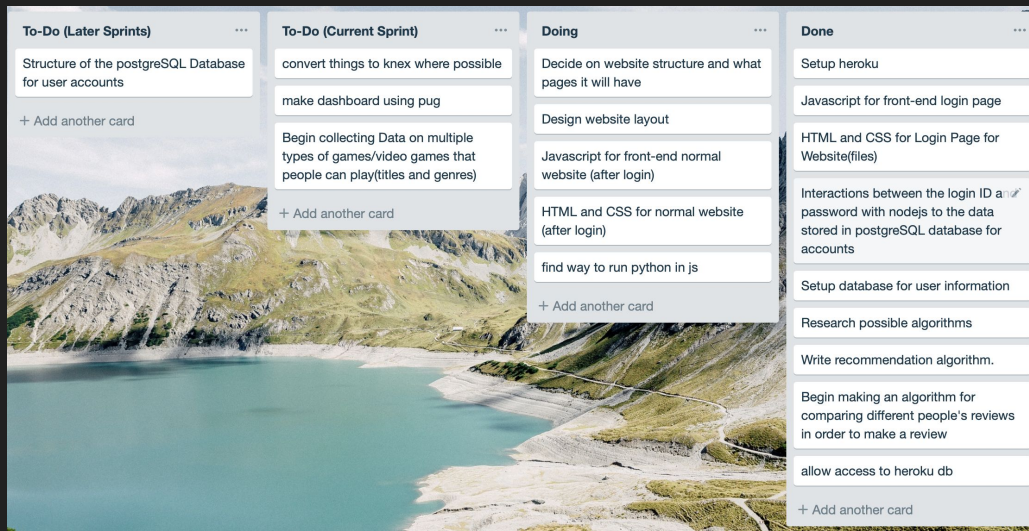 To-Do (Later Sprints)
Structure of the postgreSQL Database
for user accounts
+ Add another card
To-Do (Current Sprint)
convert things to knex where possible
make dashboard using pug
Begin collecting Data on multiple
types of games/video games that
people can play(titles and genres)
+ Add another card
Doing
Decide on website structure and what
pages it will have
Design website layout
Javascript for front-end normal
website (after login)
HTML and CSS for normal website
(after login)
find way to run python in js
+ Add another card
Done
Setup heroku
Javascript for front-end login page
HTML and CSS for Login Page for
Website(files)
Interactions between the login ID and
password with nodejs to the data
stored in postgreSQL database for
accounts
Setup database for user information
Research possible algorithms
Write recommendation algorithm.
Begin making an algorithm for
comparing different people's reviews
in order to make a review
allow access to heroku db
+ Add another card